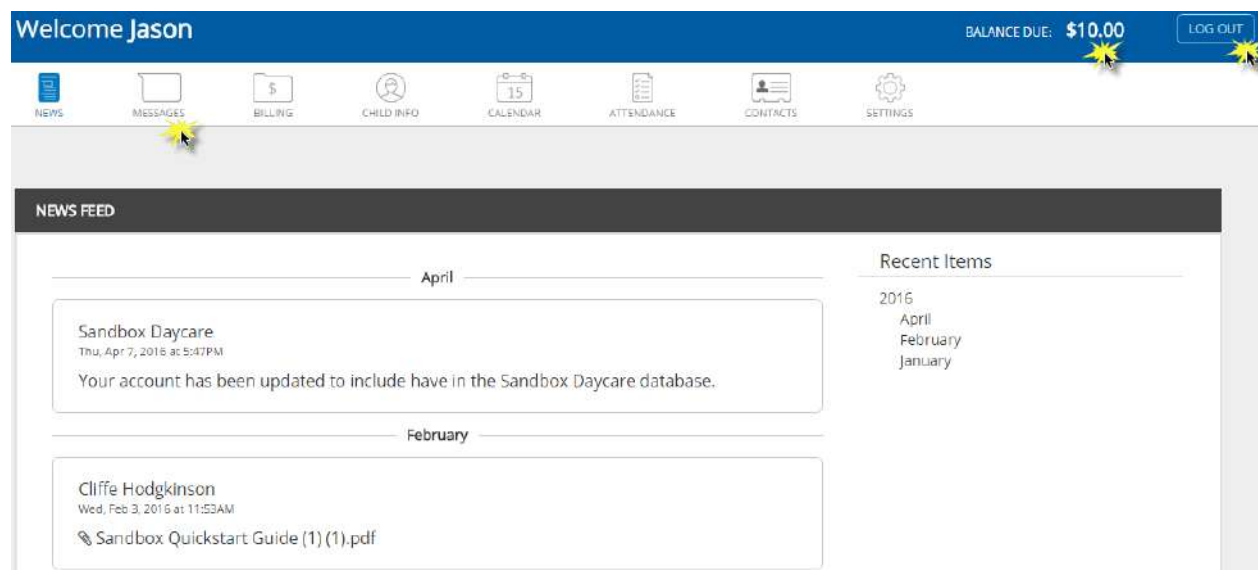 Welcome Jason
BALANCE DUE: $10.00
LOG OUT
$
15
NEWS
MESSAGES
BILLING
CHILD INFO
CALENDAR
ATTENDANCE
CONTACTS
SETTINGS
NEWS FEED
April
Sandbox Daycare
Thu, Apr 7, 2016 at 5:47PM
Your account has been updated to include have in the Sandbox Daycare database.
February
Cliffe Hodgkinson
Wed, Feb 3, 2016 at 11:53AM
Sandbox Quickstart Guide (1) (1).pdf
Recent Items
2016
April
February
January